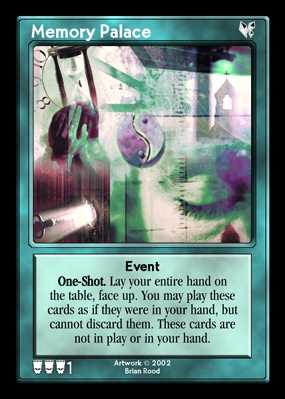 Memory Palace
Event
One-Shot. Lay your entire hand on
the table, face up. You may play these
cards as if they were in your hand, but
cannot discard them. These cards are
not in play or in your hand.
1
Artwork © 2002
Brian Rood